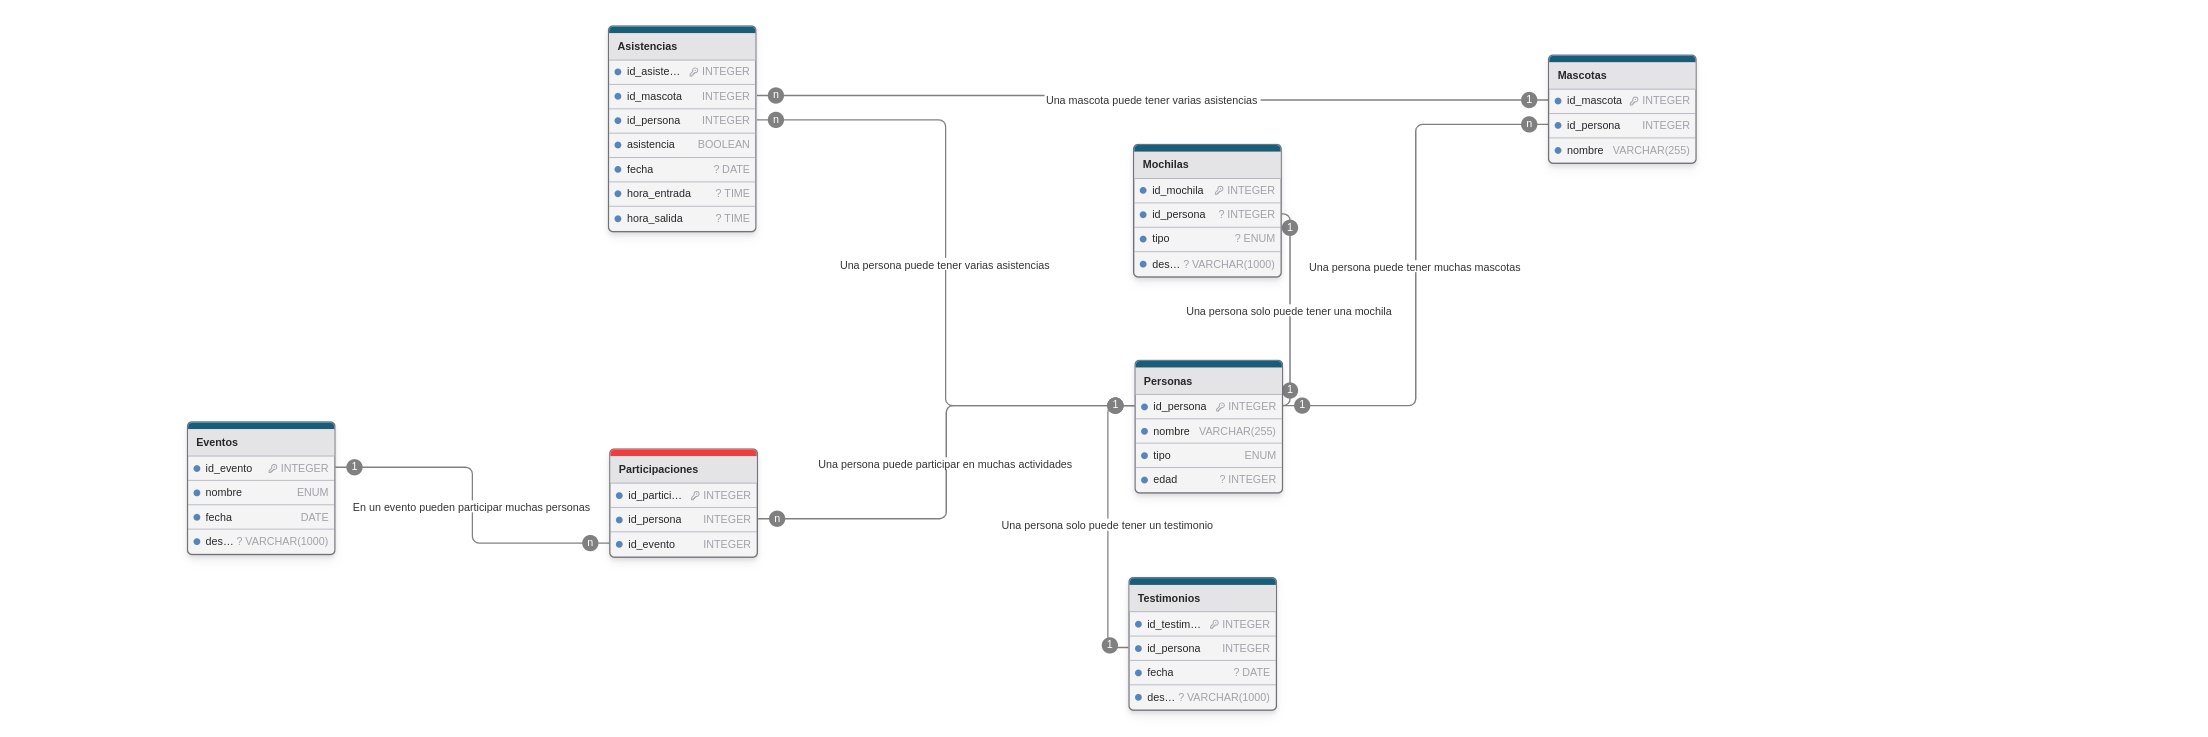 Asistencias
id_asiste... INTEGER
id_mascota INTEGER
id_persona INTEGER
asistencia BOOLEAN
fecha ? DATE
hora_entrada ? TIME
hora_salida ? TIME
n
n
Una mascota puede tener varias asistencias
1
n
Mascotas
id_mascota INTEGER
id_persona INTEGER
nombre VARCHAR(255)
Mochilas
id_mochila INTEGER
id_persona ? INTEGER
tipo ? ENUM
des... ? VARCHAR(1000)
1
Una persona puede tener varias asistencias
Una persona puede tener muchas mascotas
Una persona solo puede tener una mochila
1
1
1
Personas
id_persona INTEGER
nombre VARCHAR(255)
tipo ENUM
edad ? INTEGER
Eventos
id_evento INTEGER
nombre ENUM
fecha DATE
des... ? VARCHAR(1000)
1
En un evento pueden participar muchas personas
n
Participaciones
id_partici... INTEGER
id_persona INTEGER
id_evento INTEGER
n
Una persona puede participar en muchas actividades
Una persona solo puede tener un testimonio
1
Testimonios
id_testim... INTEGER
id_persona INTEGER
fecha ? DATE
des... ? VARCHAR(1000)